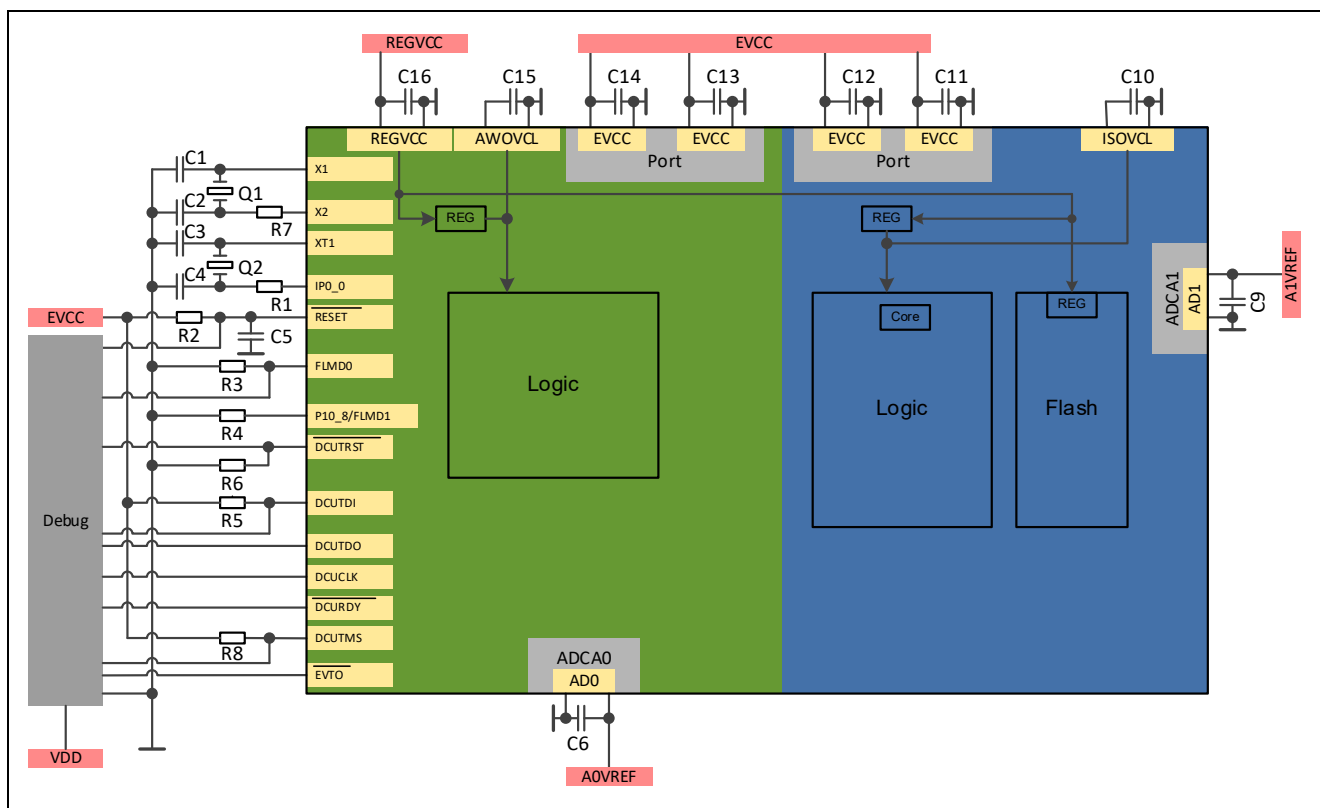 REGVCC
EVCC
C16
C15
C14
C13
C12
C11
C10
REGVCC
AWOVCL
EVCC
EVCC
EVCC
EVCC
ISOVCL
Port
Port
C1
X1
Q1
C2
X2
R7
REG
REG
C3
XT1
Q2
C4
IP0_0
R1
ADCA1
AD1
A1VREF
C9
EVCC
RESET
R2
C5
REG
Core
FLMD0
R3
Logic
Logic
Flash
P10_8/FLMD1
R4
DCUTRST
R6
DCUTDI
R5
Debug
DCUTDO
DCUCLK
DCURDY
DCUTMS
R8
EVTO
ADCA0
AD0
C6
VDD
A0VREF